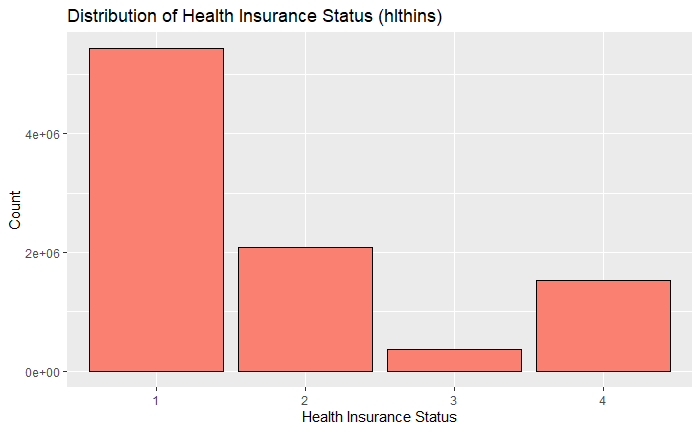 Distribution of Health Insurance Status (hlthins)
Count
4e+06
2e+06
0e+00
1 2 3 4
Health Insurance Status